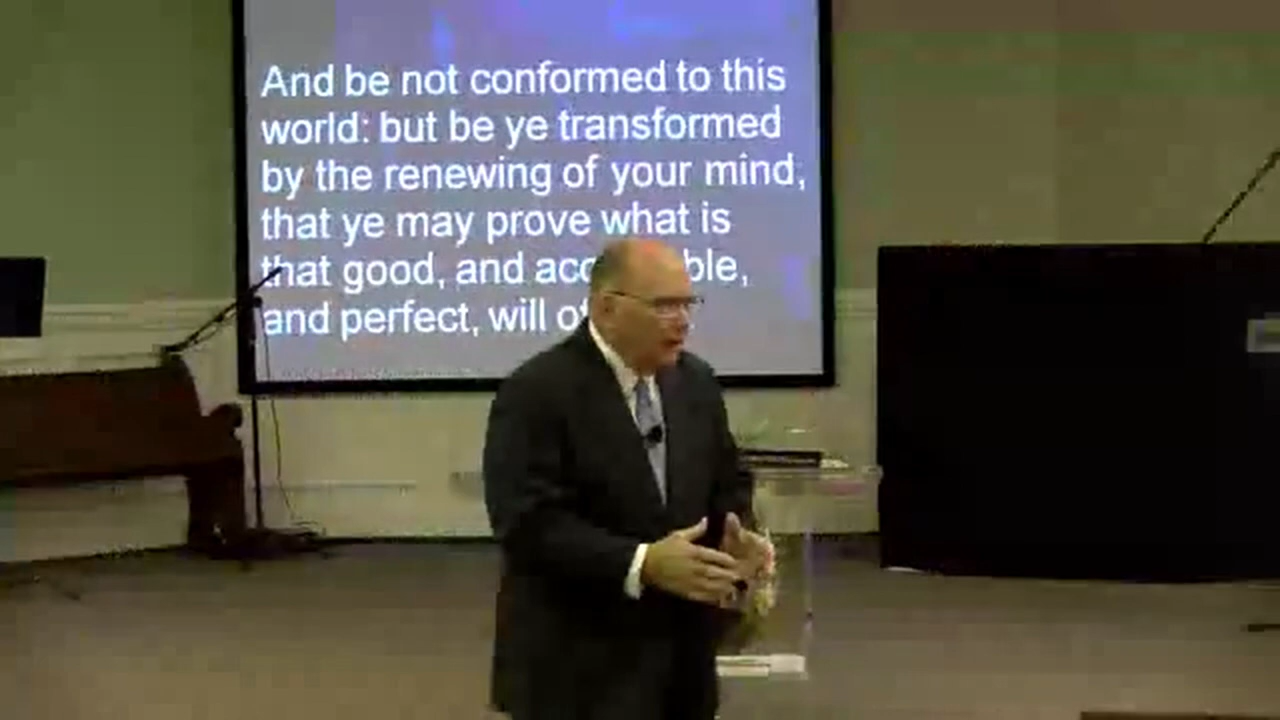 And be not conformed to this
world: but be ye transformed
by the renewing of your mind,
that ye may prove what is
that good, and
and perfect, will